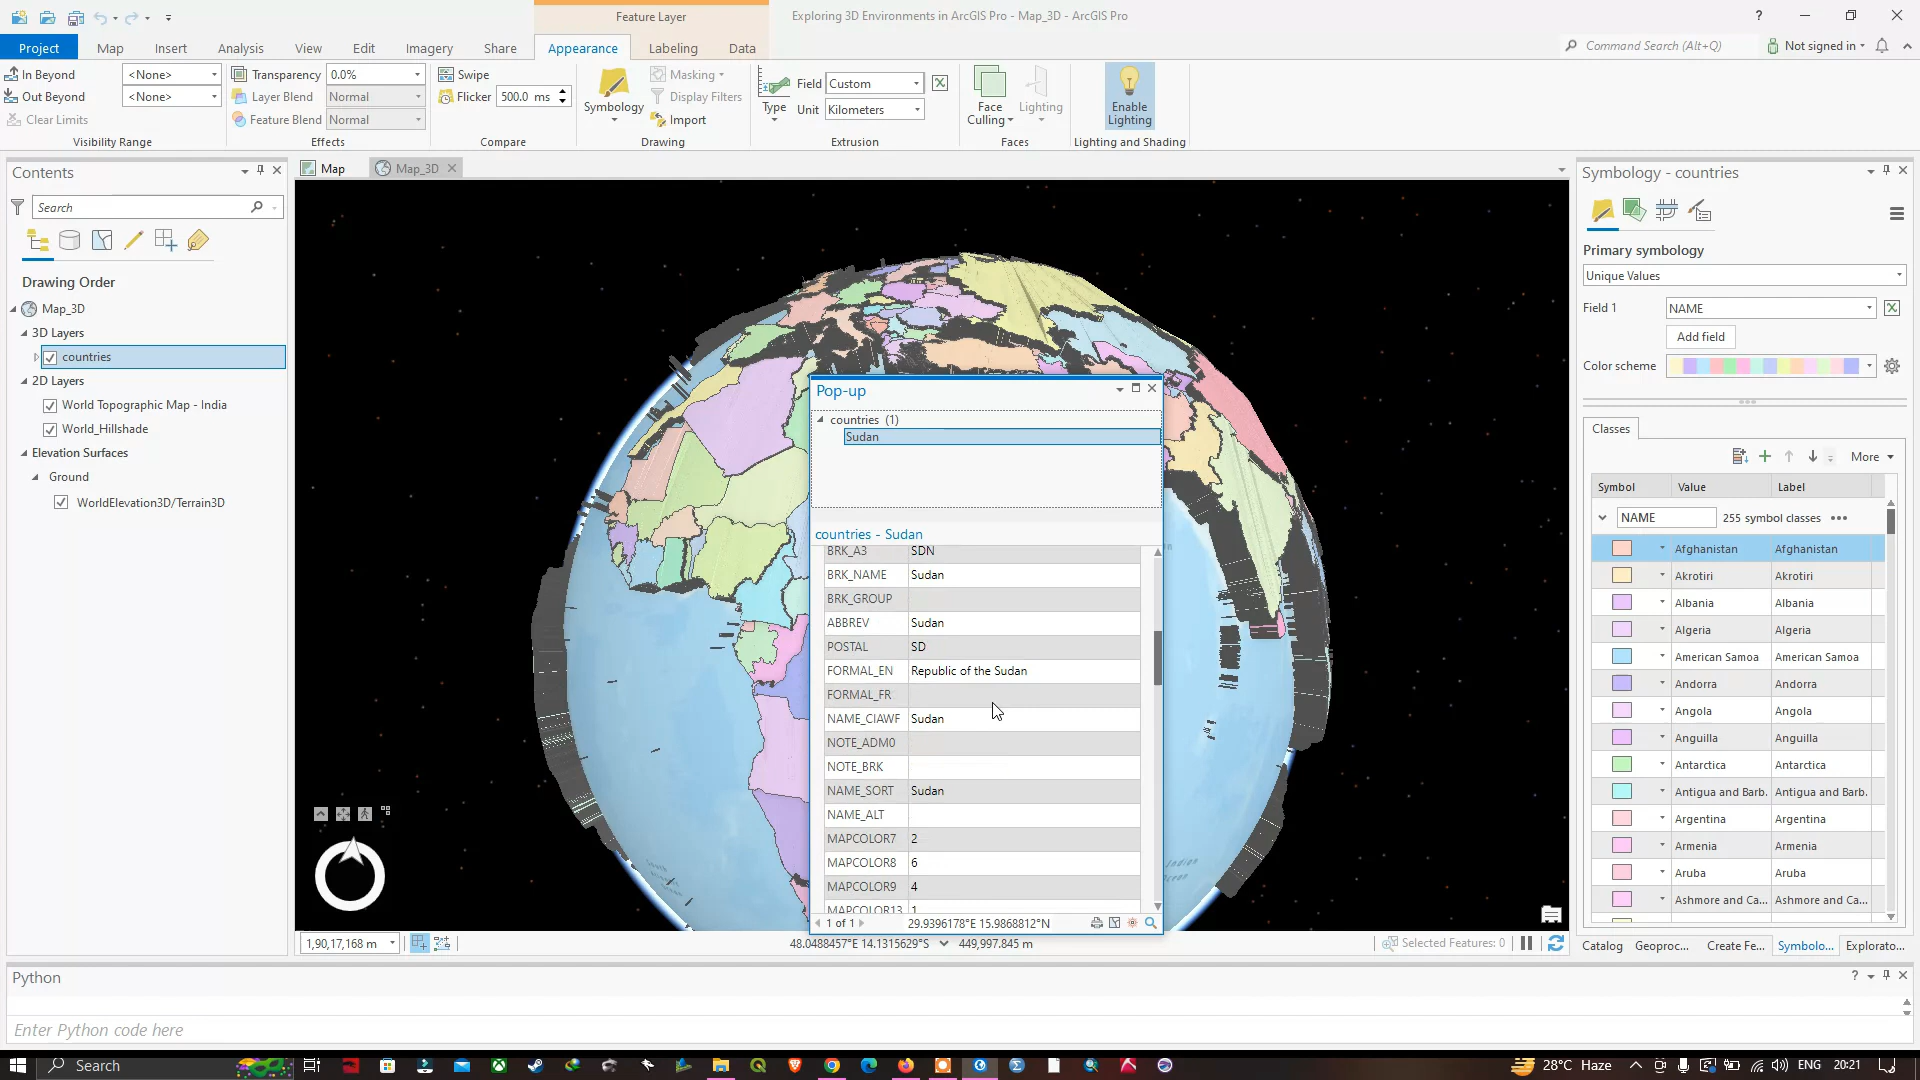 Feature Layer
Exploring 3D Environments in ArcGIS Pro - Map_3D - ArcGIS Pro
Project
Map
Insert
Analysis
View
Edit
Imagery
Share
Appearance
Labeling
Data
Command Search (Alt+Q)
Not signed in
In Beyond
<None>
Out Beyond
<None>
Clear Limits
Visibility Range
Transparency
0.0%
Layer Blend
Normal
Feature Blend
Normal
Effects
Swipe
Flicker
500.0 ms
Compare
Symbology
Masking
Display Filters
Import
Drawing
Type
Field
Custom
Unit
Kilometers
Extrusion
Face
Culling
Lighting
Faces
Enable
Lighting
Lighting and Shading
Contents
Search
Drawing Order
Map_3D
3D Layers
countries
2D Layers
World Topographic Map - India
World_Hillshade
Elevation Surfaces
Ground
WorldElevation3D/Terrain3D
Map
Map_3D
Pop-up
countries (1)
Sudan
countries - Sudan
BRK_A3 SDN
BRK_NAME Sudan
BRK_GROUP
ABBREV Sudan
POSTAL SD
FORMAL_EN Republic of the Sudan
FORMAL_FR
NAME_CIAWF Sudan
NOTE_ADM0
NOTE_BRK
NAME_SORT Sudan
NAME_ALT
MAPCOLOR7 2
MAPCOLOR8 6
MAPCOLOR9 4
MAPCOLOR13 1
1 of 1
29.9396178°E 15.9868812°N
1,90,17,168 m
48.0488457°E 14.1315629°S
449,997.845 m
Selected Features: 0
Symbology - countries
Primary symbology
Unique Values
Field 1
NAME
Add field
Color scheme
Classes
More
Symbol Value Label
NAME 255 symbol classes
Afghanistan Afghanistan
Akrotiri Akrotiri
Albania Albania
Algeria Algeria
American Samoa American Samoa
Andorra Andorra
Angola Angola
Anguilla Anguilla
Antarctica Antarctica
Antigua and Barb. Antigua and Barb.
Argentina Argentina
Armenia Armenia
Aruba Aruba
Ashmore and Ca... Ashmore and Ca...
Catalog
Geoproc...
Create Fe...
Symbolo...
Explorato...
Python
Enter Python code here
Search
28°C Haze
ENG
20:21